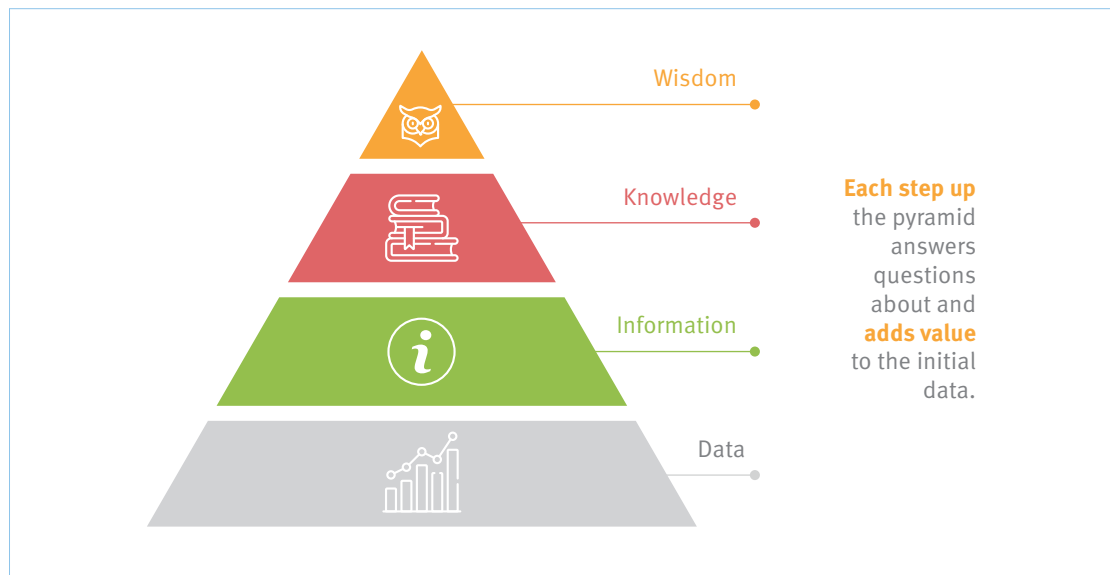 Wisdom
Knowledge
Information
Data
Each step up
the pyramid
answers
questions
about and
adds value
to the initial
data.